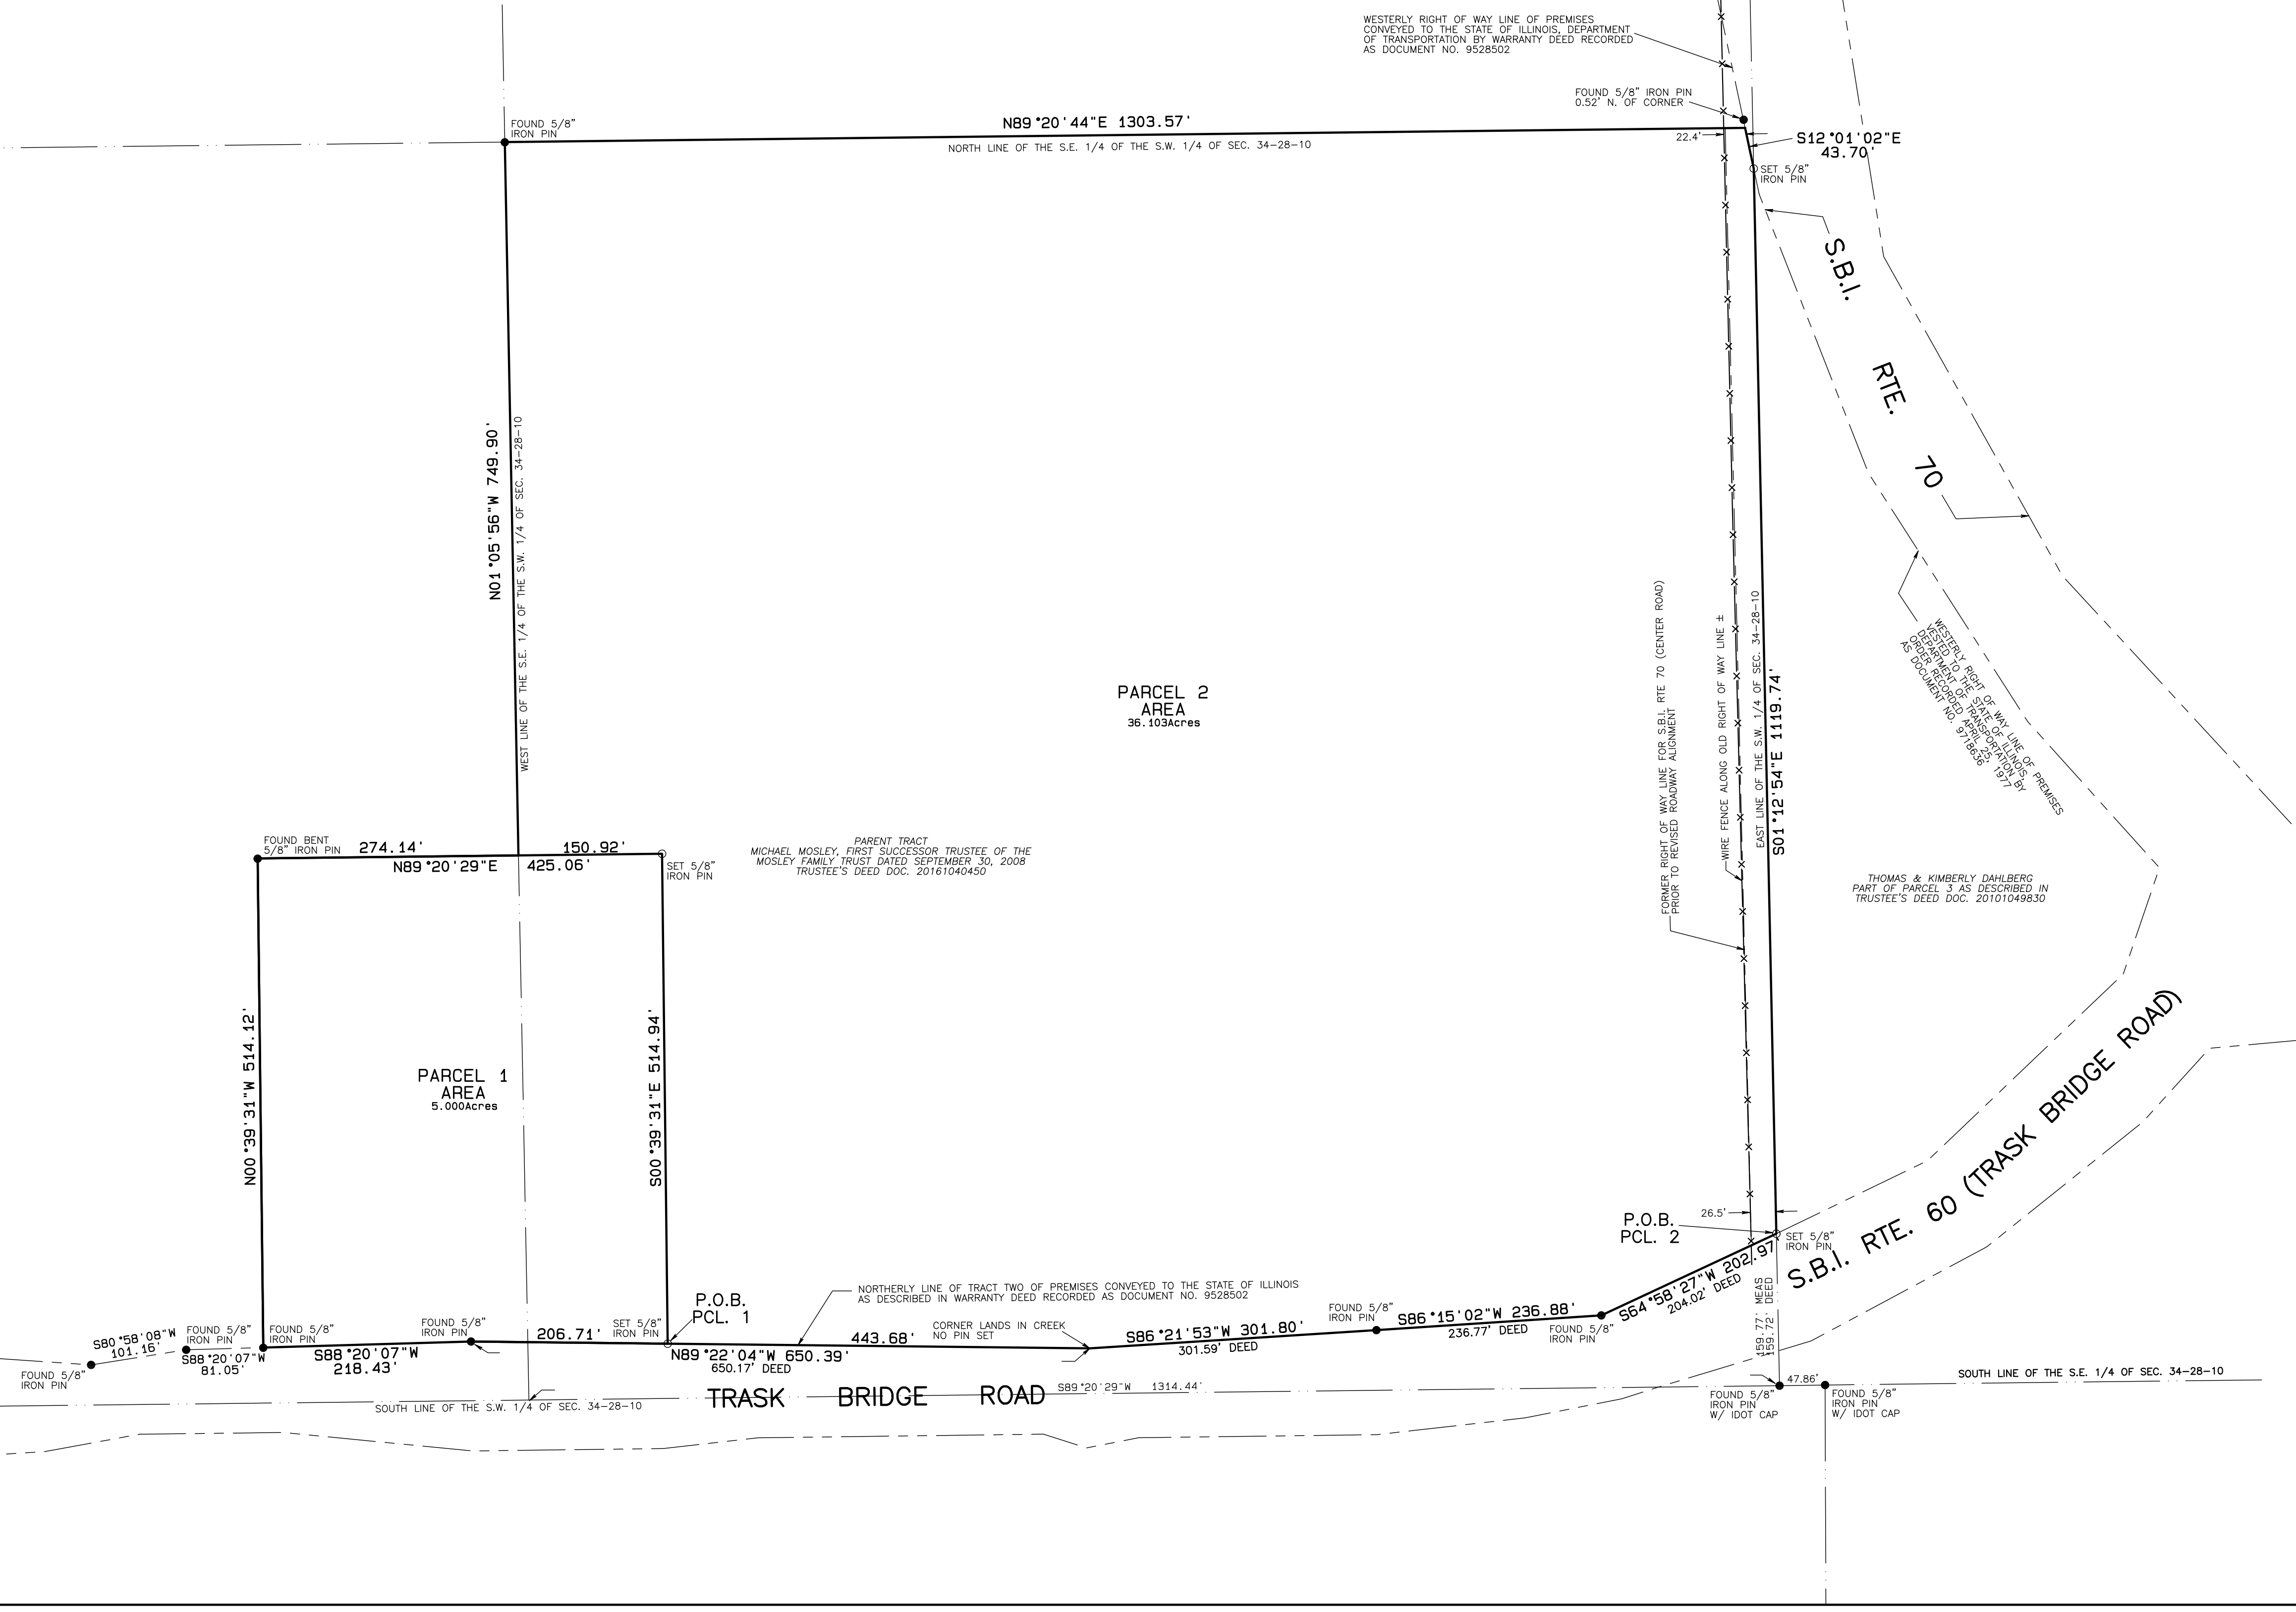 WESTERLY RIGHT OF WAY LINE OF PREMISES
CONVEYED TO THE STATE OF ILLINOIS, DEPARTMENT
OF TRANSPORTATION BY WARRANTY DEED RECORDED
AS DOCUMENT NO. 9528502
FOUND 5/8" IRON PIN
0.52' N. OF CORNER
FOUND 5/8"
IRON PIN
N89°20'44"E 1303.57'
NORTH LINE OF THE S.E. 1/4 OF THE S.W. 1/4 OF SEC. 34-28-10
22.4'
S12°01'02"E
43.70'
SET 5/8"
IRON PIN
S.B.I. RTE. 70
N01°05'56"W 749.90'
WEST LINE OF THE S.E. 1/4 OF THE S.W. 1/4 OF SEC. 34-28-10
PARCEL 2
AREA
36.103Acres
FORMER RIGHT OF WAY LINE FOR S.B.I. RTE 70 (CENTER ROAD)
PRIOR TO REVISED ROADWAY ALIGNMENT
WIRE FENCE ALONG OLD RIGHT OF WAY LINE ±
EAST LINE OF THE S.W. 1/4 OF SEC. 34-28-10
S01°12'54"E 1119.74'
WESTERLY RIGHT OF WAY LINE OF PREMISES
VESTED TO THE STATE OF ILLINOIS,
DEPARTMENT OF TRANSPORTATION BY
ORDER RECORDED APRIL 25, 1977
AS DOCUMENT NO. 9718636
FOUND BENT
5/8" IRON PIN
274.14'
150.92'
N89°20'29"E 425.06'
SET 5/8"
IRON PIN
PARENT TRACT
MICHAEL MOSLEY, FIRST SUCCESSOR TRUSTEE OF THE
MOSLEY FAMILY TRUST DATED SEPTEMBER 30, 2008
TRUSTEE'S DEED DOC. 20161040450
THOMAS & KIMBERLY DAHLBERG
PART OF PARCEL 3 AS DESCRIBED IN
TRUSTEE'S DEED DOC. 20101049830
N00°39'31"W 514.12'
PARCEL 1
AREA
5.000Acres
S00°39'31"E 514.94'
S.B.I. RTE. 60 (TRASK BRIDGE ROAD)
26.5'
P.O.B.
PCL. 2
SET 5/8"
IRON PIN
159.77' MEAS
159.72' DEED
S64°58'27"W 202.97'
204.02' DEED
P.O.B.
PCL. 1
NORTHERLY LINE OF TRACT TWO OF PREMISES CONVEYED TO THE STATE OF ILLINOIS
AS DESCRIBED IN WARRANTY DEED RECORDED AS DOCUMENT NO. 9528502
CORNER LANDS IN CREEK
NO PIN SET
FOUND 5/8"
IRON PIN
S86°15'02"W 236.88'
236.77' DEED
FOUND 5/8"
IRON PIN
S86°21'53"W 301.80'
301.59' DEED
443.68'
N89°22'04"W 650.39'
650.17' DEED
206.71'
SET 5/8"
IRON PIN
FOUND 5/8"
IRON PIN
S88°20'07"W
218.43'
FOUND 5/8"
IRON PIN
FOUND 5/8"
IRON PIN
S88°20'07"W
81.05'
S80°58'08"W
101.16'
FOUND 5/8"
IRON PIN
TRASK BRIDGE ROAD
S89°20'29"W 1314.44'
SOUTH LINE OF THE S.W. 1/4 OF SEC. 34-28-10
47.86'
SOUTH LINE OF THE S.E. 1/4 OF SEC. 34-28-10
FOUND 5/8"
IRON PIN
W/ IDOT CAP
FOUND 5/8"
IRON PIN
W/ IDOT CAP